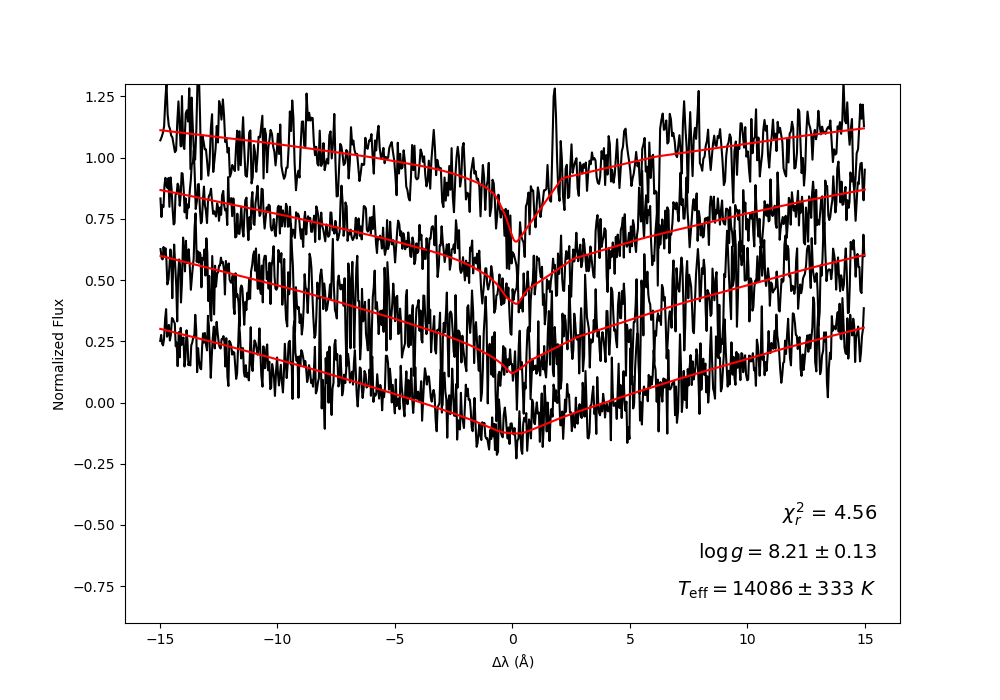 1.25
1.00
0.75
0.50
0.25
0.00
−0.25
−0.50
−0.75
Normalized Flux
χ²ᵣ = 4.56
log g = 8.21 ± 0.13
T_eff = 14086 ± 333 K
−15 −10 −5 0 5 10 15
Δλ (Å)